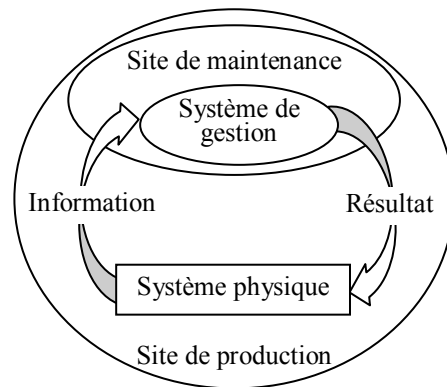 Site de maintenance
Système de
gestion
Information
Résultat
Système physique
Site de production